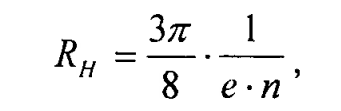 R_H = 3π/8 · 1/(e · n),